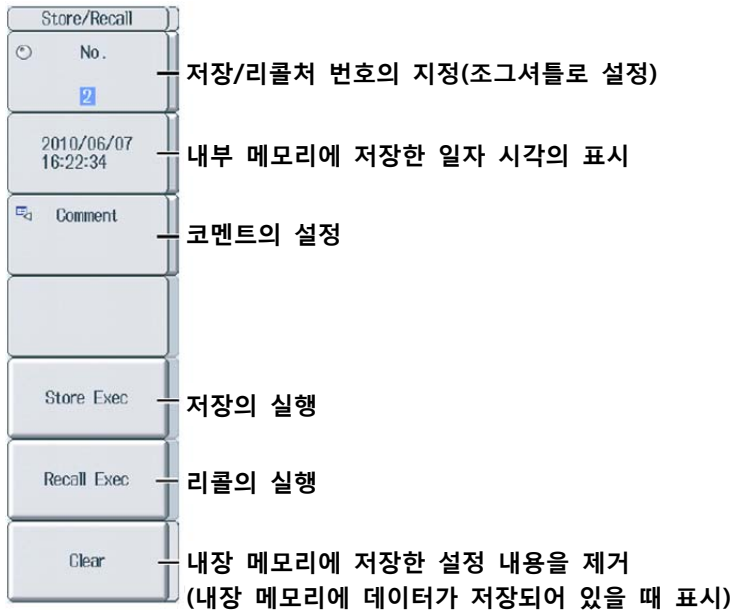 Store/Recall
No.
2
저장/리콜처 번호의 지정(조그셔틀로 설정)
2010/06/07
16:22:34
내부 메모리에 저장한 일자 시각의 표시
Comment
코멘트의 설정
Store Exec
저장의 실행
Recall Exec
리콜의 실행
Clear
내장 메모리에 저장한 설정 내용을 제거
(내장 메모리에 데이터가 저장되어 있을 때 표시)